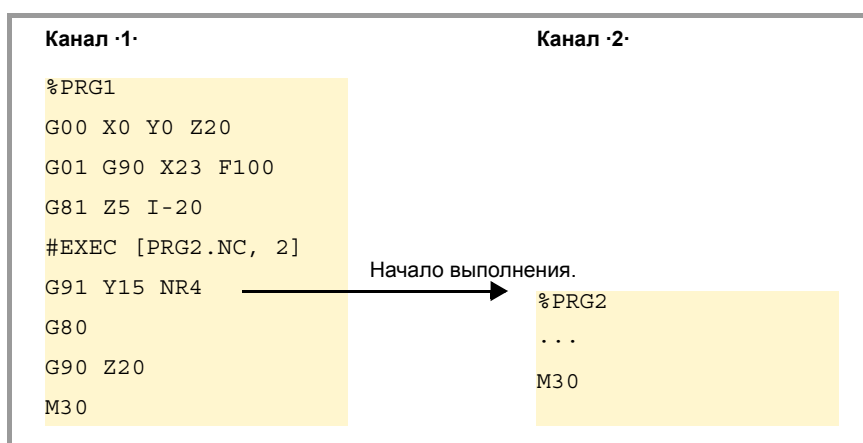 Канал ·1·
Канал ·2·
%PRG1
G00 X0 Y0 Z20
G01 G90 X23 F100
G81 Z5 I-20
#EXEC [PRG2.NC, 2]
G91 Y15 NR4
G80
G90 Z20
M30
Начало выполнения.
%PRG2
...
M30